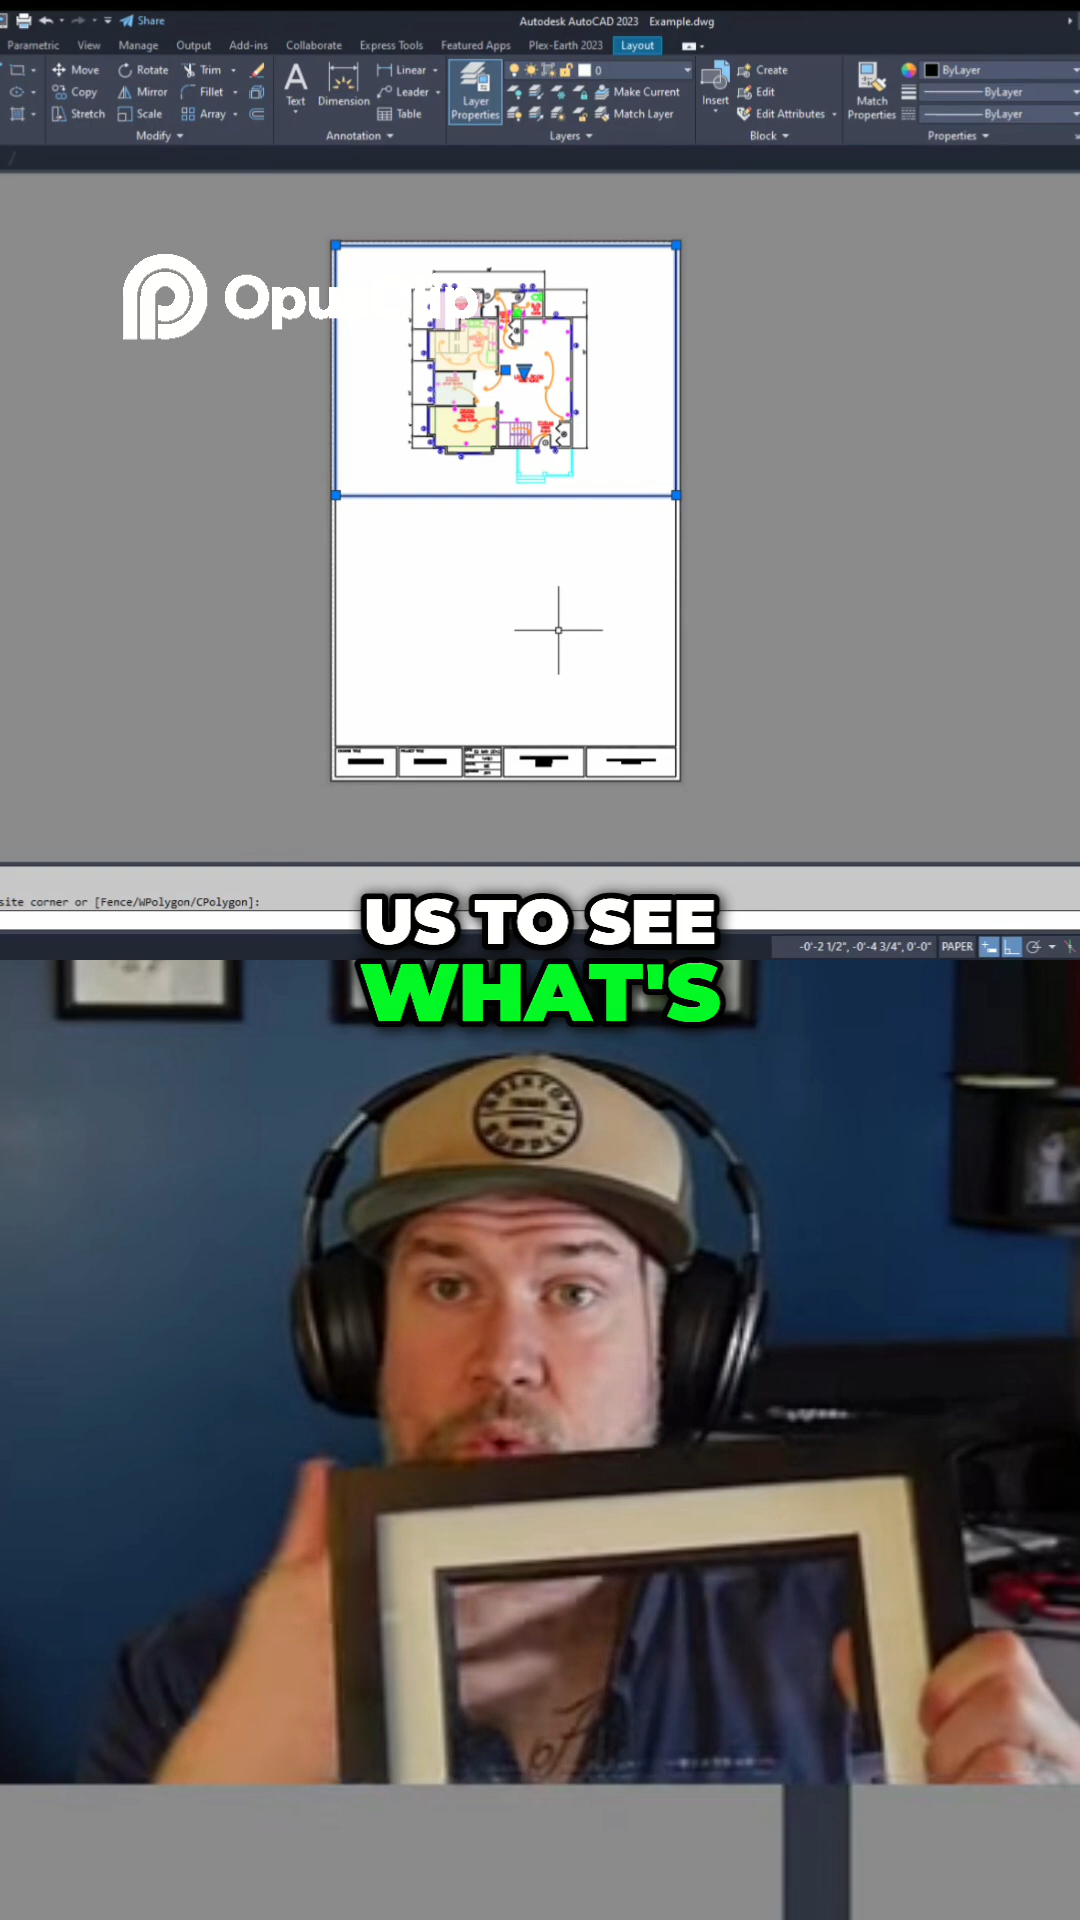 Autodesk AutoCAD 2023 Example.dwg
Share
Parametric View Manage Output Add-ins Collaborate Express Tools Featured Apps Plex-Earth 2023 Layout
Move Rotate Trim
Copy Mirror Fillet
Stretch Scale Array
Modify
Text
Dimension
Linear
Leader
Table
Annotation
Layer Properties
0
Make Current
Match Layer
Layers
Insert
Create
Edit
Edit Attributes
Block
Match Properties
ByLayer
ByLayer
ByLayer
Properties
site corner or [Fence/WPolygon/CPolygon]:
-0'-2 1/2", -0'-4 3/4", 0'-0" PAPER
US TO SEE
WHAT'S
BRIXTON
SUPPLY
of